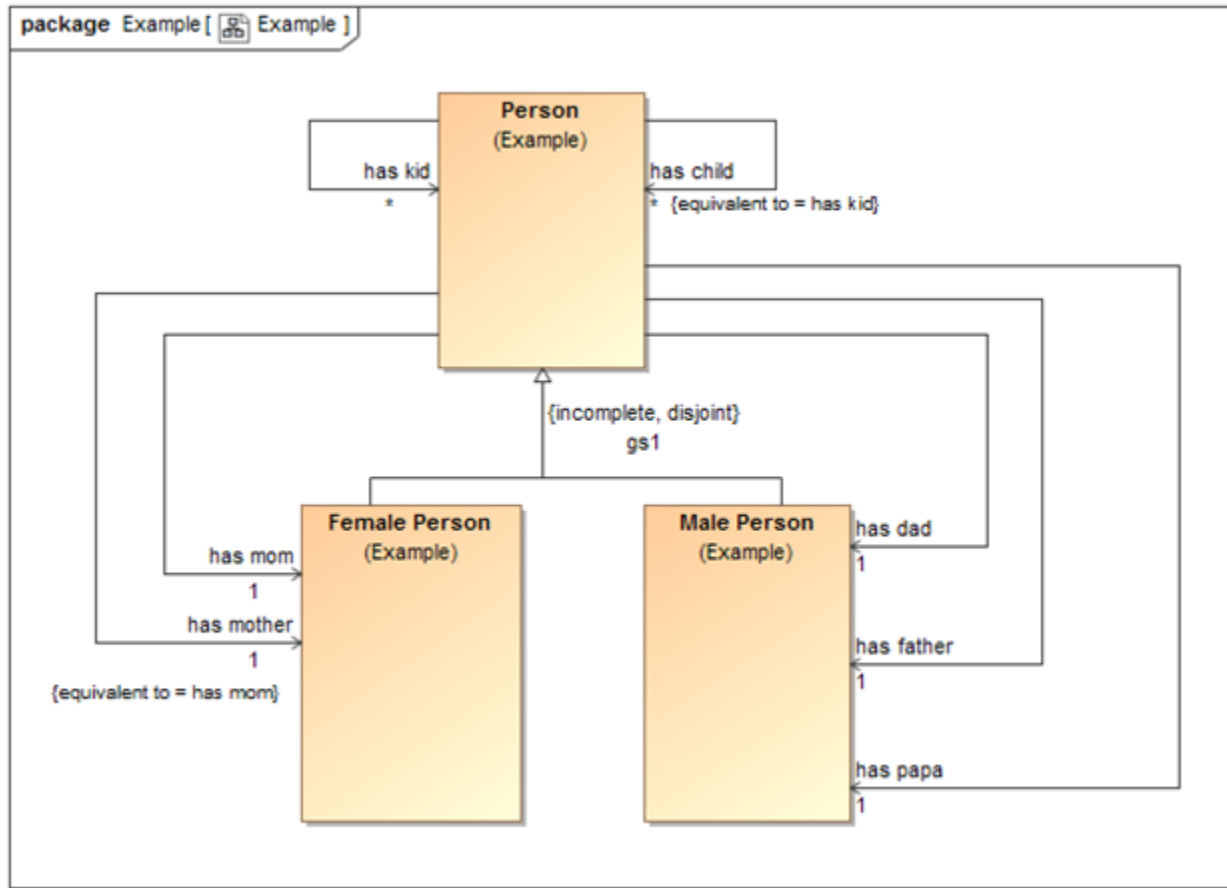 package Example [ Example ]
Person
(Example)
has kid
*
has child
* {equivalent to = has kid}
{incomplete, disjoint}
gs1
Female Person
(Example)
Male Person
(Example)
has mom
1
has mother
1
{equivalent to = has mom}
has dad
1
has father
1
has papa
1